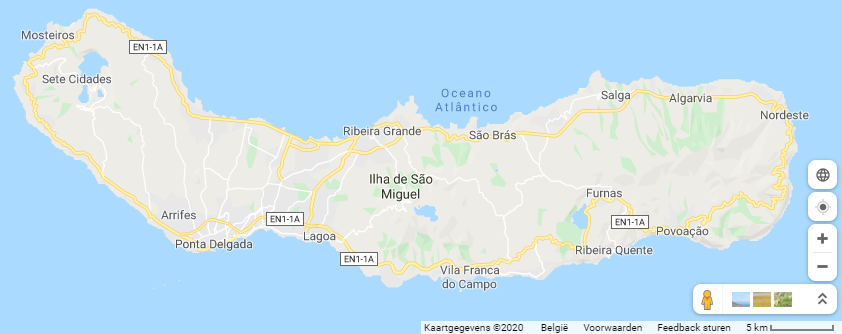 Mosteiros
EN1-1A
Sete Cidades
Oceano
Atlântico
Salga
Algarvia
Nordeste
Ribeira Grande
São Brás
Ilha de São
Miguel
Furnas
Arrifes
EN1-1A
EN1-1A
Povoação
Lagoa
Ponta Delgada
Ribeira Quente
EN1-1A
Vila Franca
do Campo
Kaartgegevens ©2020 België Voorwaarden Feedback sturen 5 km